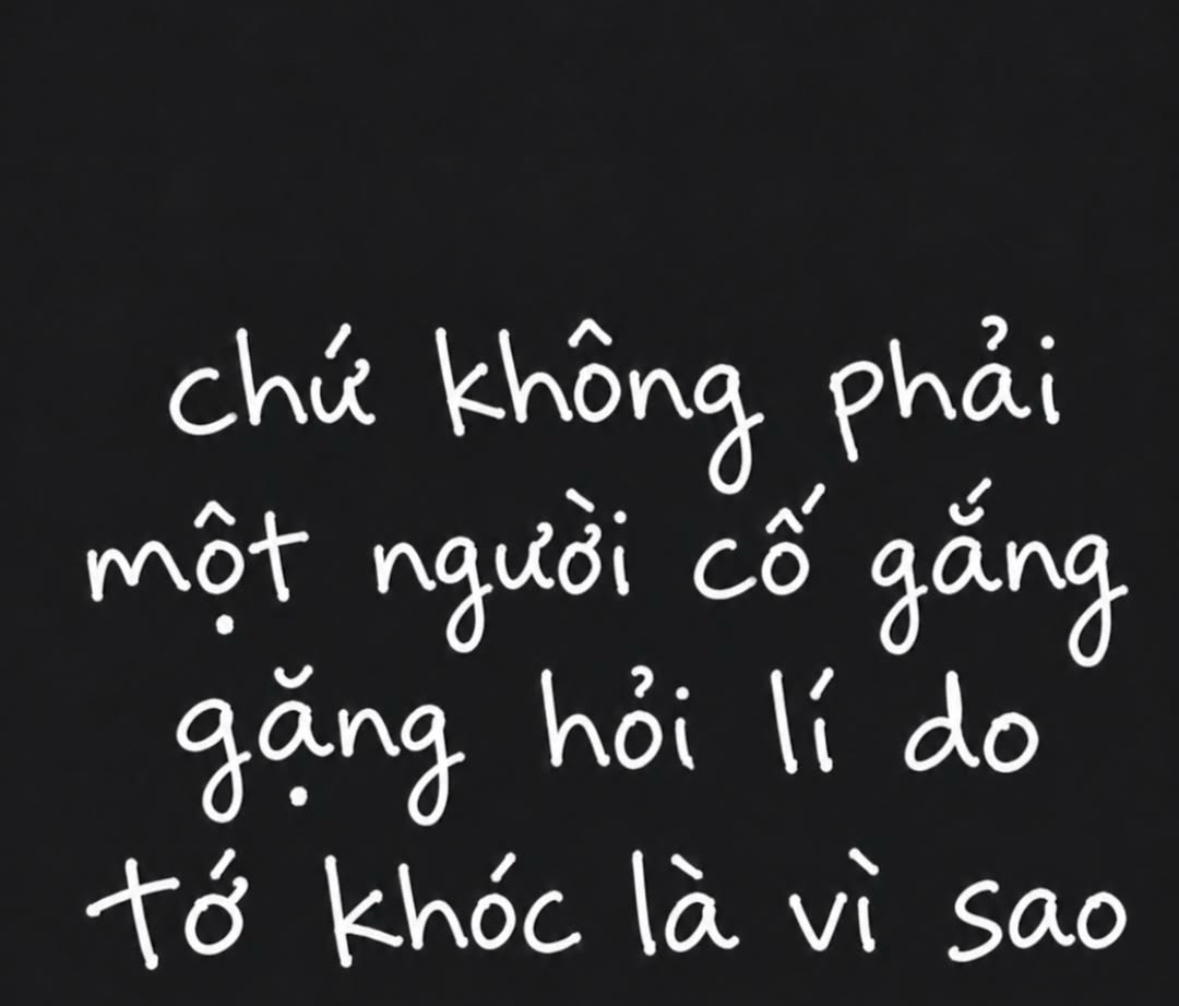 chứ không phải
một người cố gắng
gặng hỏi lí do
tớ khóc là vì sao